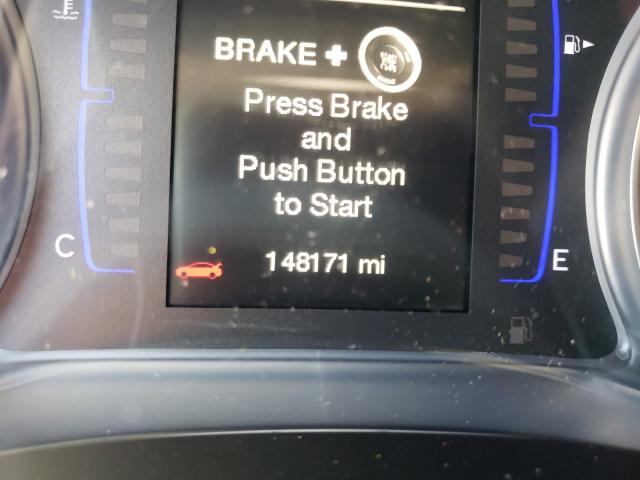 BRAKE +
Press Brake
and
Push Button
to Start
148171 mi
C
E